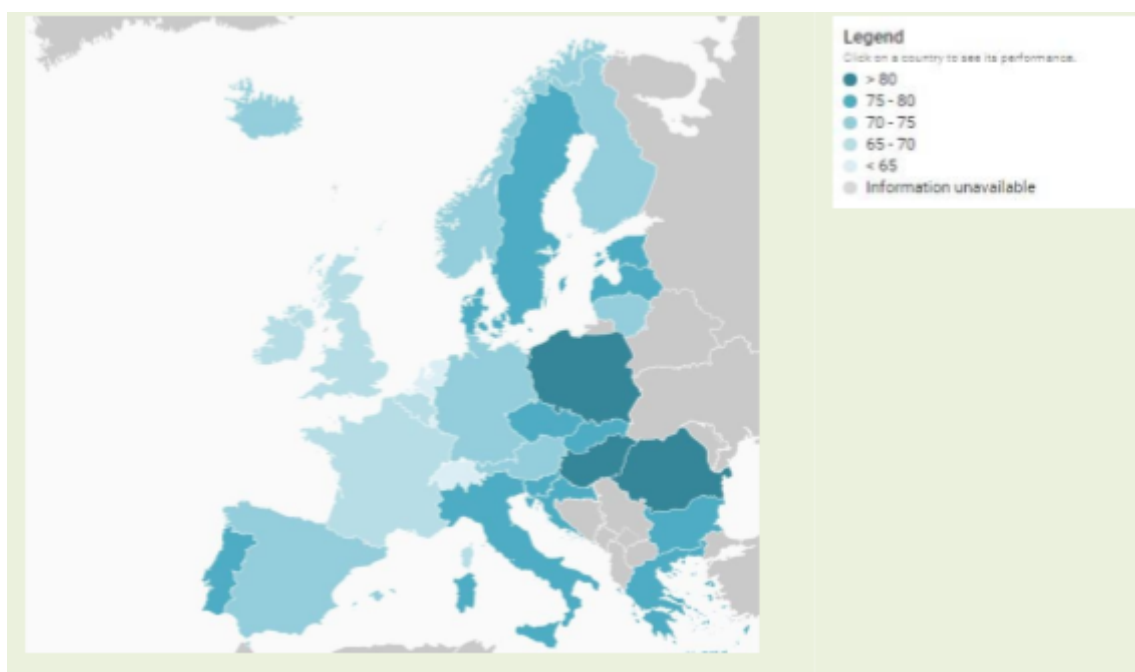 Legend
Click on a country to see its performance.
> 80
75 - 80
70 - 75
65 - 70
< 65
Information unavailable